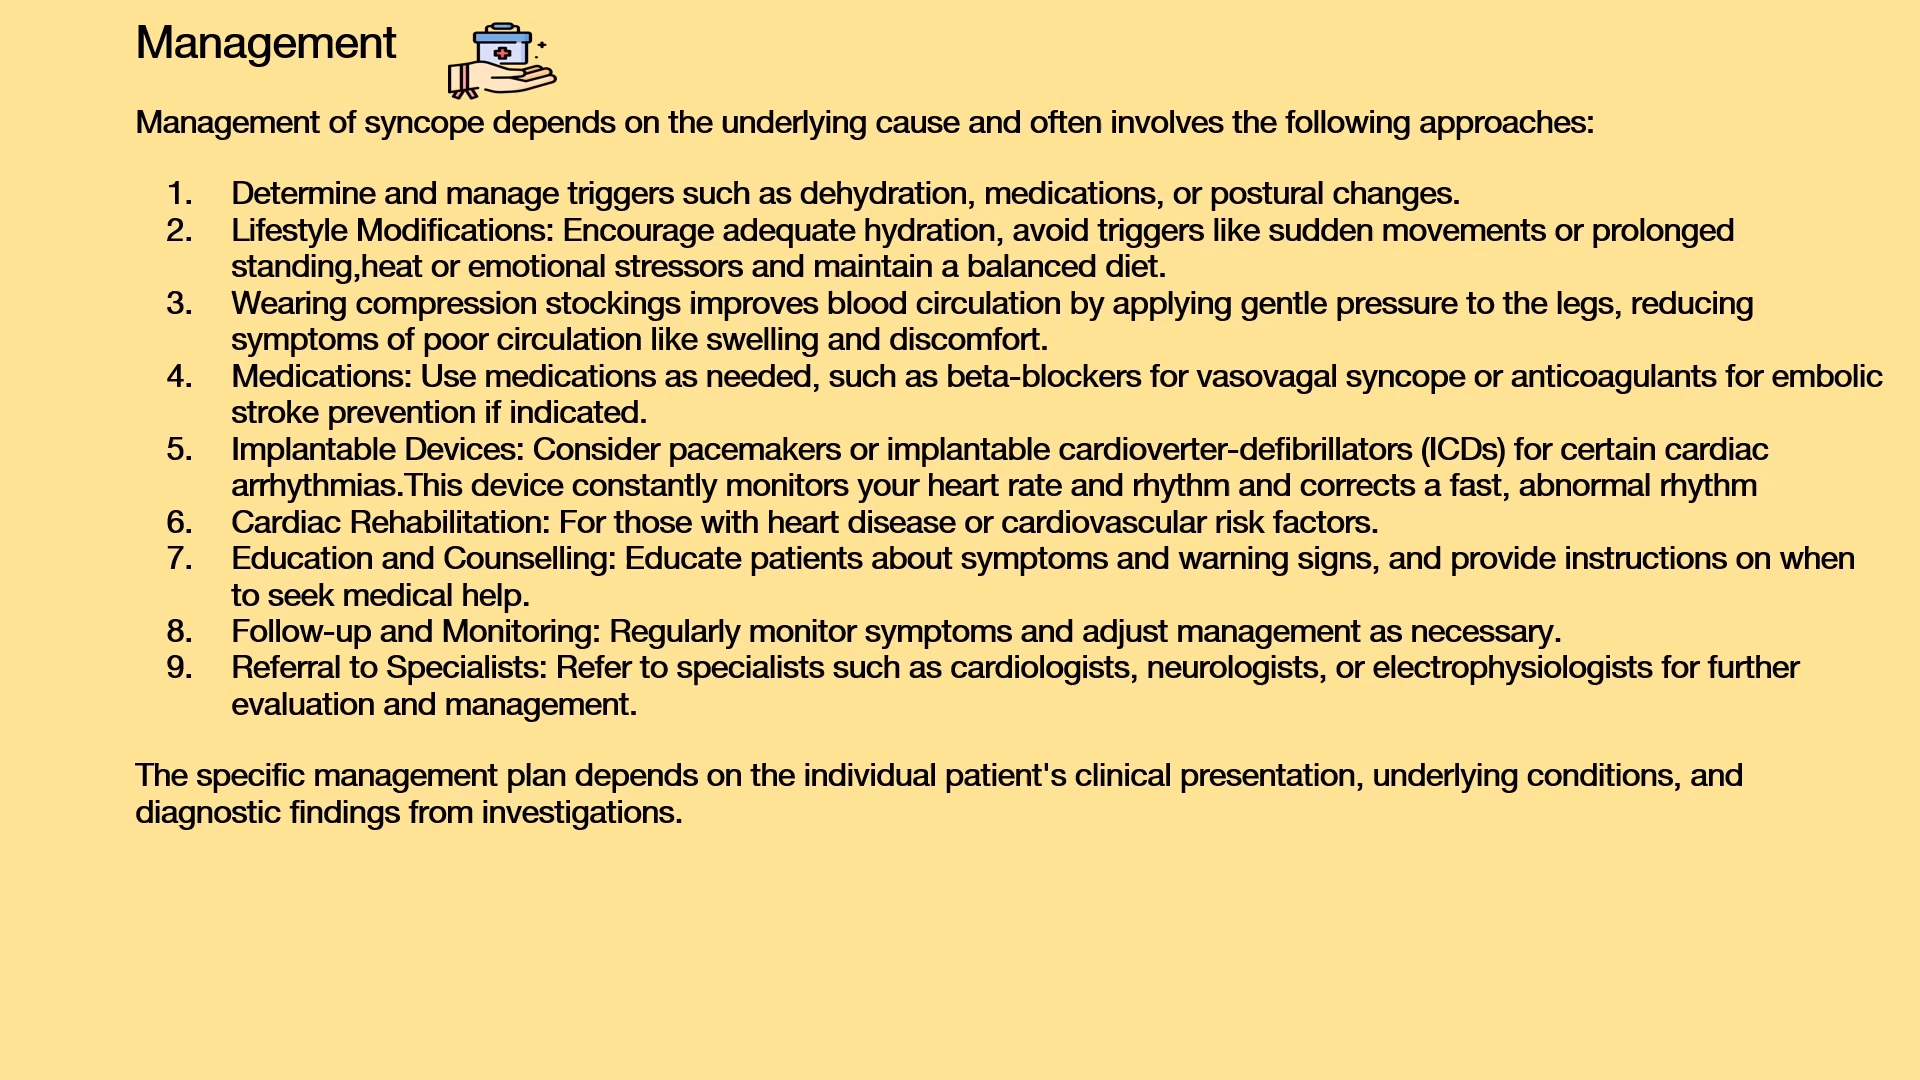 Management
Management of syncope depends on the underlying cause and often involves the following approaches:
1. Determine and manage triggers such as dehydration, medications, or postural changes.
2. Lifestyle Modifications: Encourage adequate hydration, avoid triggers like sudden movements or prolonged
standing,heat or emotional stressors and maintain a balanced diet.
3. Wearing compression stockings improves blood circulation by applying gentle pressure to the legs, reducing
symptoms of poor circulation like swelling and discomfort.
4. Medications: Use medications as needed, such as beta-blockers for vasovagal syncope or anticoagulants for embolic
stroke prevention if indicated.
5. Implantable Devices: Consider pacemakers or implantable cardioverter-defibrillators (ICDs) for certain cardiac
arrhythmias.This device constantly monitors your heart rate and rhythm and corrects a fast, abnormal rhythm
6. Cardiac Rehabilitation: For those with heart disease or cardiovascular risk factors.
7. Education and Counselling: Educate patients about symptoms and warning signs, and provide instructions on when
to seek medical help.
8. Follow-up and Monitoring: Regularly monitor symptoms and adjust management as necessary.
9. Referral to Specialists: Refer to specialists such as cardiologists, neurologists, or electrophysiologists for further
evaluation and management.
The specific management plan depends on the individual patient's clinical presentation, underlying conditions, and
diagnostic findings from investigations.